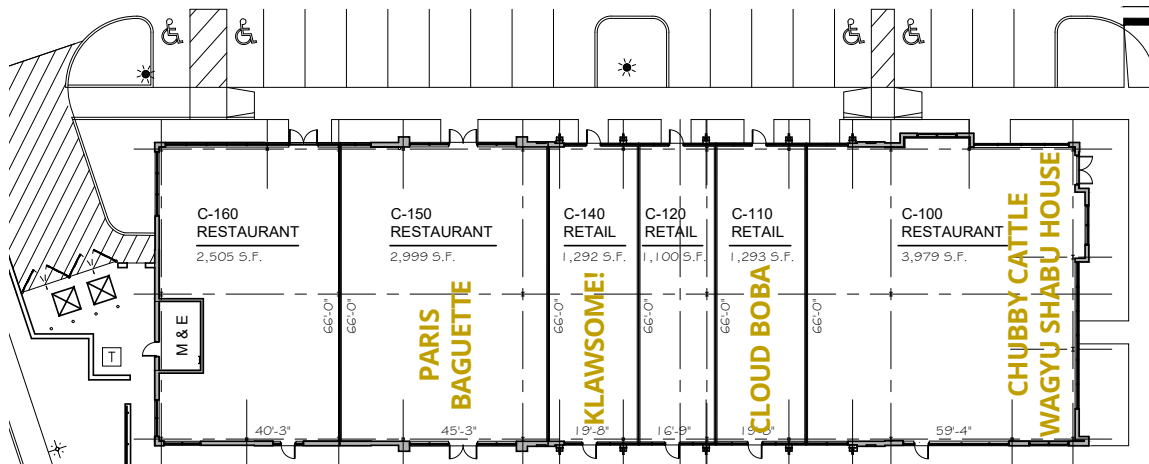 C-160
RESTAURANT
2,505 S.F.
C-150
RESTAURANT
2,999 S.F.
C-140
RETAIL
1,292 S.F.
C-120
RETAIL
1,100 S.F.
C-110
RETAIL
1,293 S.F.
C-100
RESTAURANT
3,979 S.F.
66'-0"
66'-0"
66'-0"
66'-0"
66'-0"
66'-0"
M & E
T
PARIS
BAGUETTE
KLAWSOME!
CLOUD BOBA
CHUBBY CATTLE
WAGYU SHABU HOUSE
40'-3"
45'-3"
19'-8"
16'-9"
59'-4"